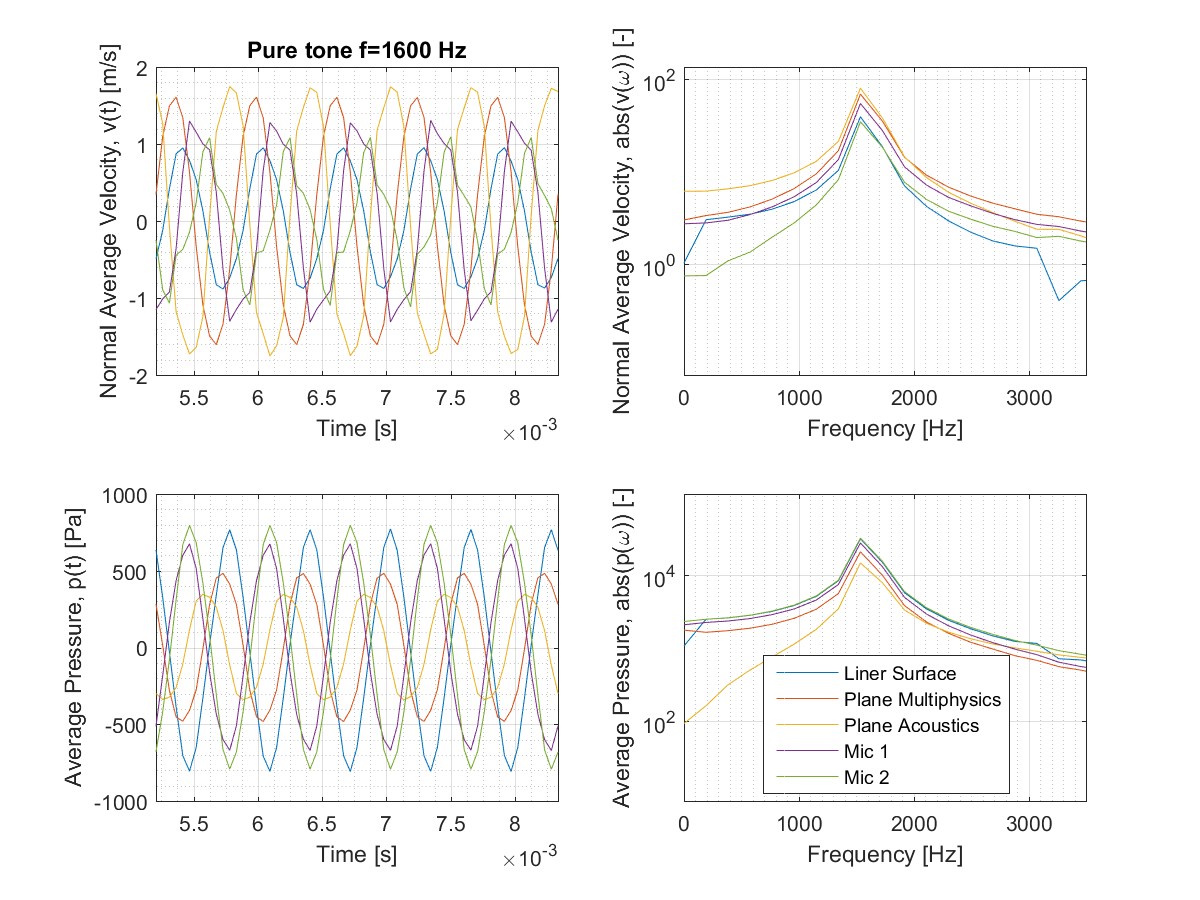 Pure tone f=1600 Hz
Normal Average Velocity, v(t) [m/s]
2
1
0
-1
-2
5.5 6 6.5 7 7.5 8
×10-3
Time [s]
Normal Average Velocity, abs(v(ω)) [-]
102
100
0 1000 2000 3000
Frequency [Hz]
Average Pressure, p(t) [Pa]
1000
500
0
-500
-1000
5.5 6 6.5 7 7.5 8
×10-3
Time [s]
Average Pressure, abs(p(ω)) [-]
104
102
Liner Surface
Plane Multiphysics
Plane Acoustics
Mic 1
Mic 2
0 1000 2000 3000
Frequency [Hz]